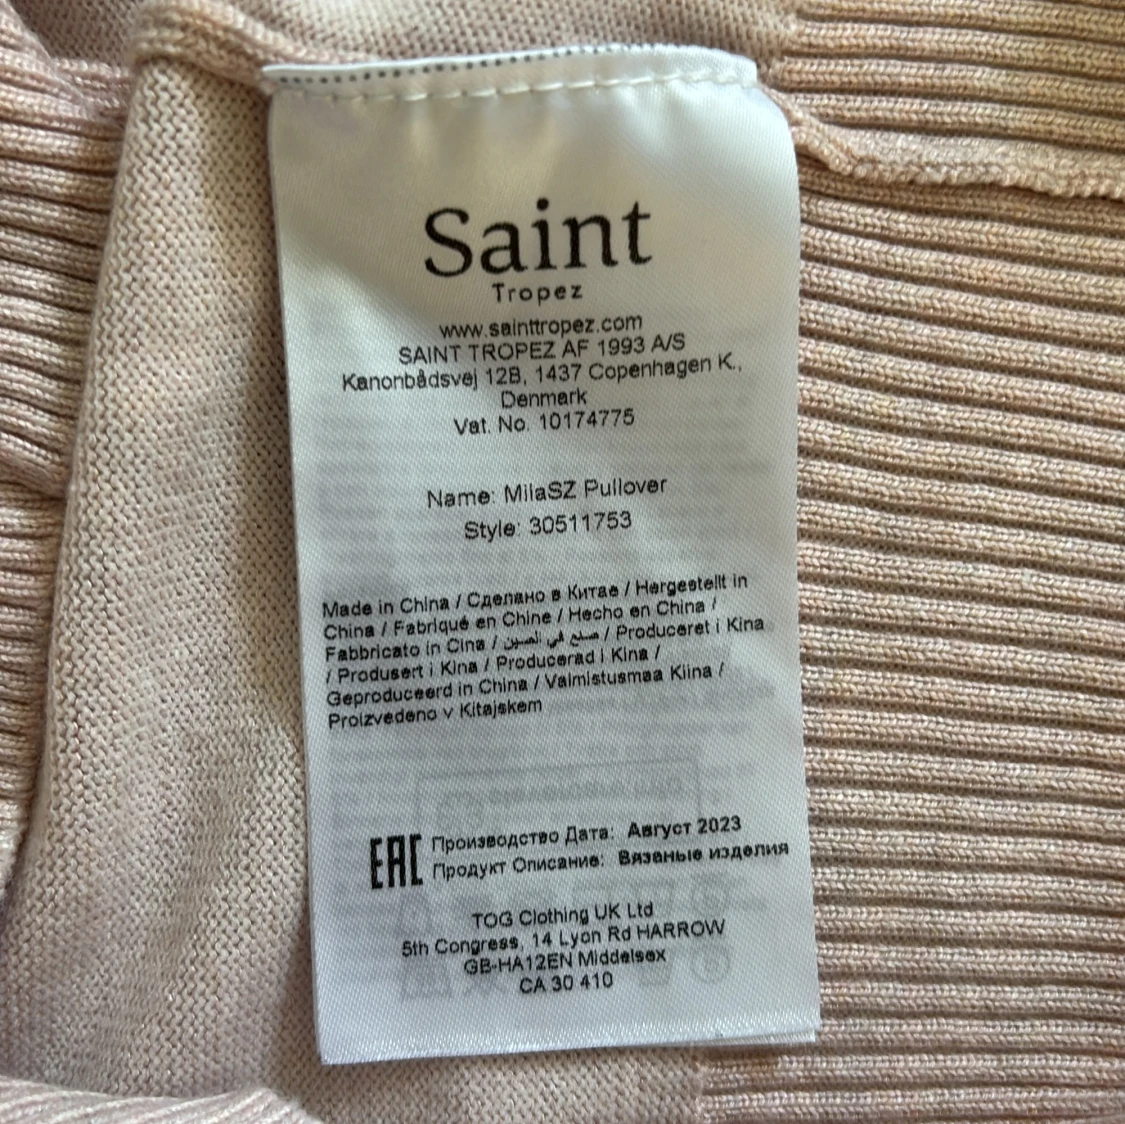 Saint
Tropez
www.sainttropez.com
SAINT TROPEZ AF 1993 A/S
Kanonbådsvej 12B, 1437 Copenhagen K.,
Denmark
Vat. No. 10174775
Name: MilaSZ Pullover
Style: 30511753
Made in China / Сделано в Китае / Hergestellt in
China / Fabriqué en Chine / Hecho en China /
Fabbricato in Cina / صنع في الصين / Produceret i Kina
/ Produsert i Kina / Producerad i Kina /
Geproduceerd in China / Valmistusmaa Kiina /
Proizvedeno v Kitajskem
EAC Производство Дата: Август 2023
Продукт Описание: Вязаные изделия
TOG Clothing UK Ltd
5th Congress, 14 Lyon Rd HARROW
GB-HA12EN Middelsex
CA 30 410